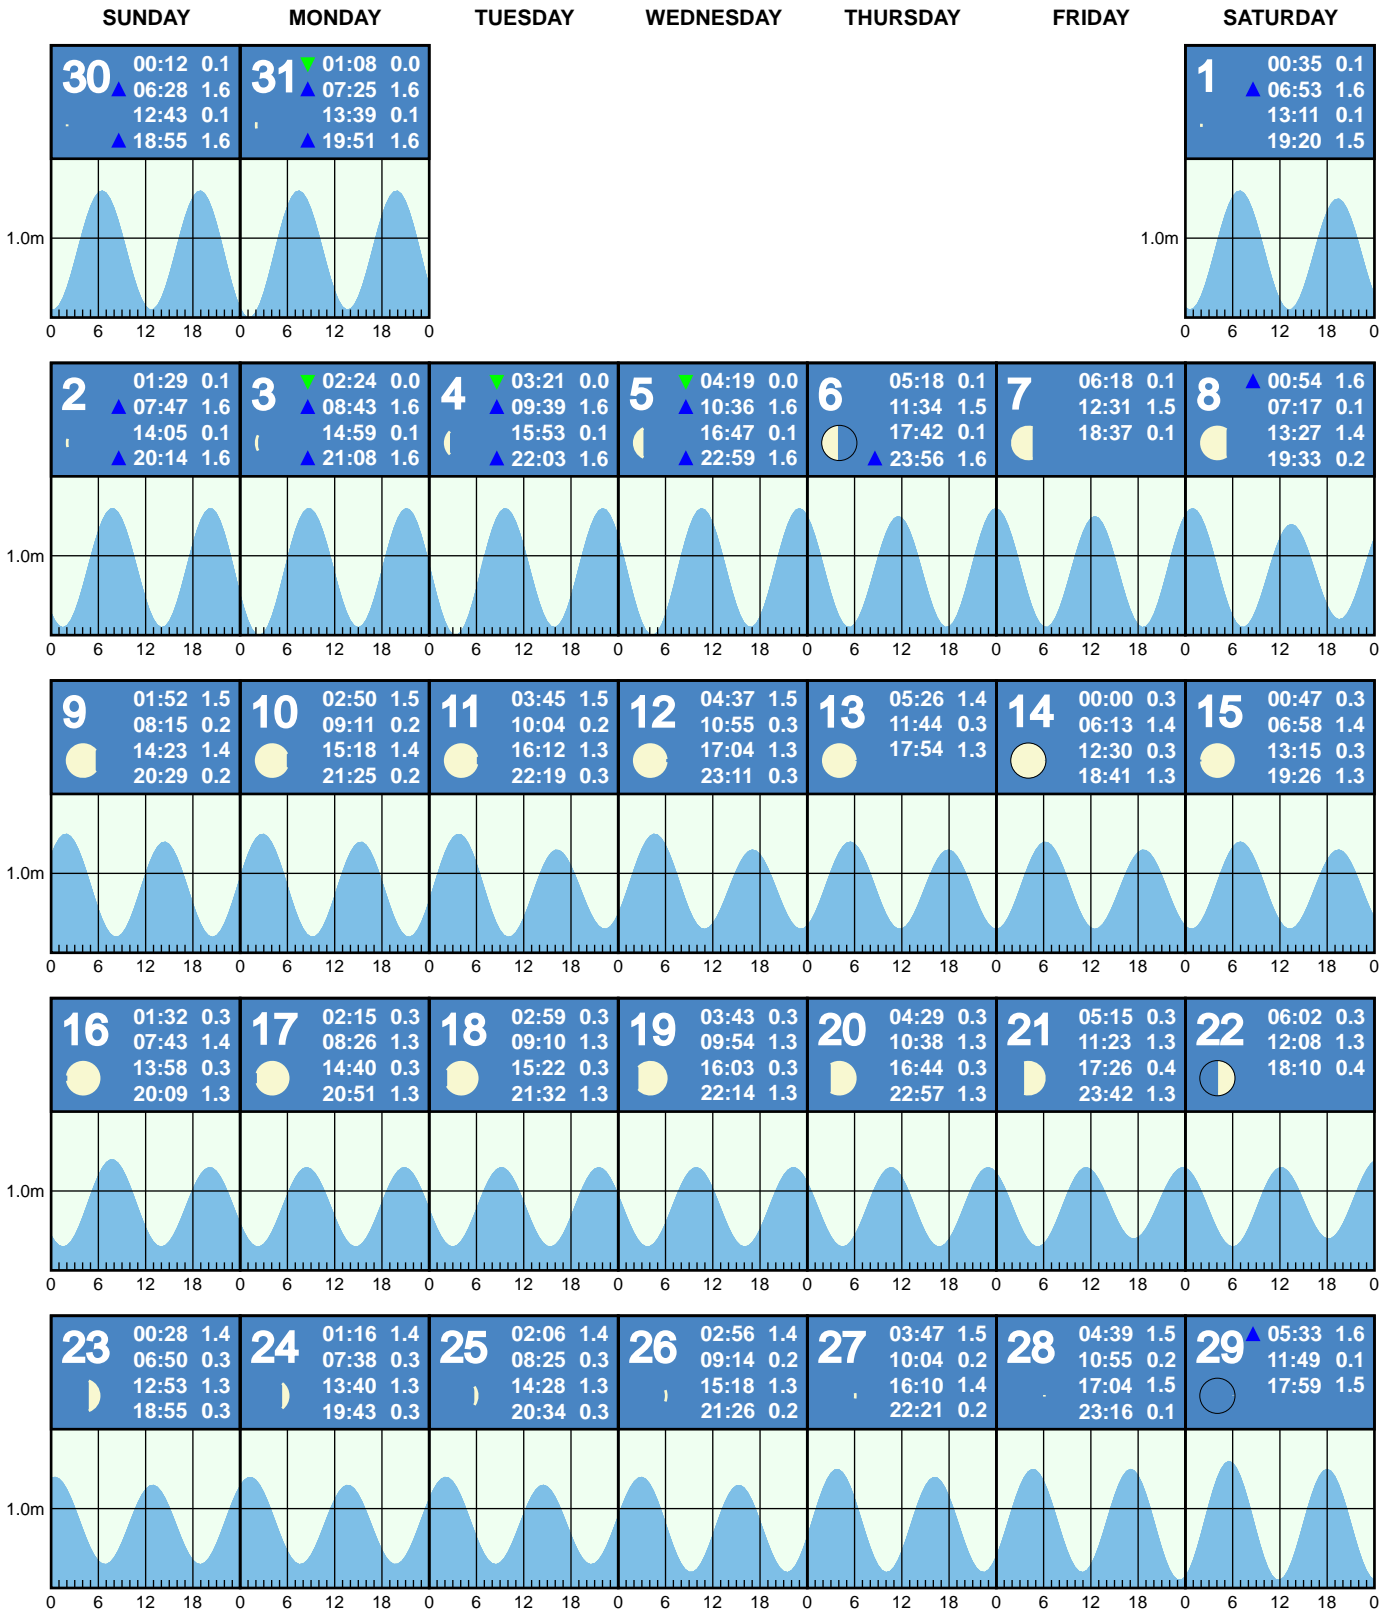 SUNDAY MONDAY TUESDAY WEDNESDAY THURSDAY FRIDAY SATURDAY
30 00:12 0.1
06:28 1.6
12:43 0.1
18:55 1.6
31 01:08 0.0
07:25 1.6
13:39 0.1
19:51 1.6
1 00:35 0.1
06:53 1.6
13:11 0.1
19:20 1.5
1.0m 1.0m
0 6 12 18 0 6 12 18 0 0 6 12 18 0
2 01:29 0.1
07:47 1.6
14:05 0.1
20:14 1.6
3 02:24 0.0
08:43 1.6
14:59 0.1
21:08 1.6
4 03:21 0.0
09:39 1.6
15:53 0.1
22:03 1.6
5 04:19 0.0
10:36 1.6
16:47 0.1
22:59 1.6
6 05:18 0.1
11:34 1.5
17:42 0.1
23:56 1.6
7 06:18 0.1
12:31 1.5
18:37 0.1
8 00:54 1.6
07:17 0.1
13:27 1.4
19:33 0.2
1.0m
0 6 12 18 0 6 12 18 0 6 12 18 0 6 12 18 0 6 12 18 0 6 12 18 0 6 12 18 0
9 01:52 1.5
08:15 0.2
14:23 1.4
20:29 0.2
10 02:50 1.5
09:11 0.2
15:18 1.4
21:25 0.2
11 03:45 1.5
10:04 0.2
16:12 1.3
22:19 0.3
12 04:37 1.5
10:55 0.3
17:04 1.3
23:11 0.3
13 05:26 1.4
11:44 0.3
17:54 1.3
14 00:00 0.3
06:13 1.4
12:30 0.3
18:41 1.3
15 00:47 0.3
06:58 1.4
13:15 0.3
19:26 1.3
1.0m
0 6 12 18 0 6 12 18 0 6 12 18 0 6 12 18 0 6 12 18 0 6 12 18 0 6 12 18 0
16 01:32 0.3
07:43 1.4
13:58 0.3
20:09 1.3
17 02:15 0.3
08:26 1.3
14:40 0.3
20:51 1.3
18 02:59 0.3
09:10 1.3
15:22 0.3
21:32 1.3
19 03:43 0.3
09:54 1.3
16:03 0.3
22:14 1.3
20 04:29 0.3
10:38 1.3
16:44 0.3
22:57 1.3
21 05:15 0.3
11:23 1.3
17:26 0.4
23:42 1.3
22 06:02 0.3
12:08 1.3
18:10 0.4
1.0m
0 6 12 18 0 6 12 18 0 6 12 18 0 6 12 18 0 6 12 18 0 6 12 18 0 6 12 18 0
23 00:28 1.4
06:50 0.3
12:53 1.3
18:55 0.3
24 01:16 1.4
07:38 0.3
13:40 1.3
19:43 0.3
25 02:06 1.4
08:25 0.3
14:28 1.3
20:34 0.3
26 02:56 1.4
09:14 0.2
15:18 1.3
21:26 0.2
27 03:47 1.5
10:04 0.2
16:10 1.4
22:21 0.2
28 04:39 1.5
10:55 0.2
17:04 1.5
23:16 0.1
29 05:33 1.6
11:49 0.1
17:59 1.5
1.0m
0 6 12 18 0 6 12 18 0 6 12 18 0 6 12 18 0 6 12 18 0 6 12 18 0 6 12 18 0